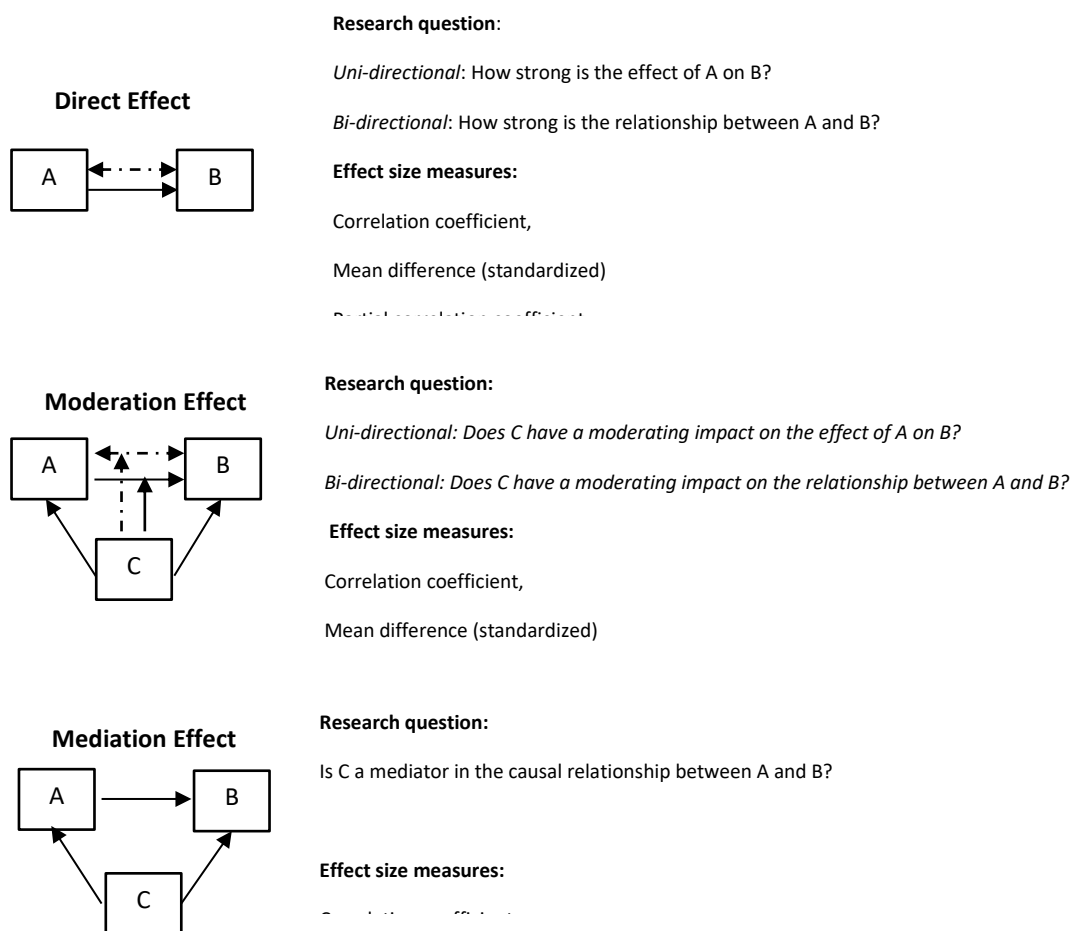 Research question:
Uni-directional: How strong is the effect of A on B?
Direct Effect
Bi-directional: How strong is the relationship between A and B?
A
B
Effect size measures:
Correlation coefficient,
Mean difference (standardized)
Research question:
Moderation Effect
Uni-directional: Does C have a moderating impact on the effect of A on B?
A
B
Bi-directional: Does C have a moderating impact on the relationship between A and B?
Effect size measures:
C
Correlation coefficient,
Mean difference (standardized)
Research question:
Mediation Effect
Is C a mediator in the causal relationship between A and B?
A
B
Effect size measures:
C